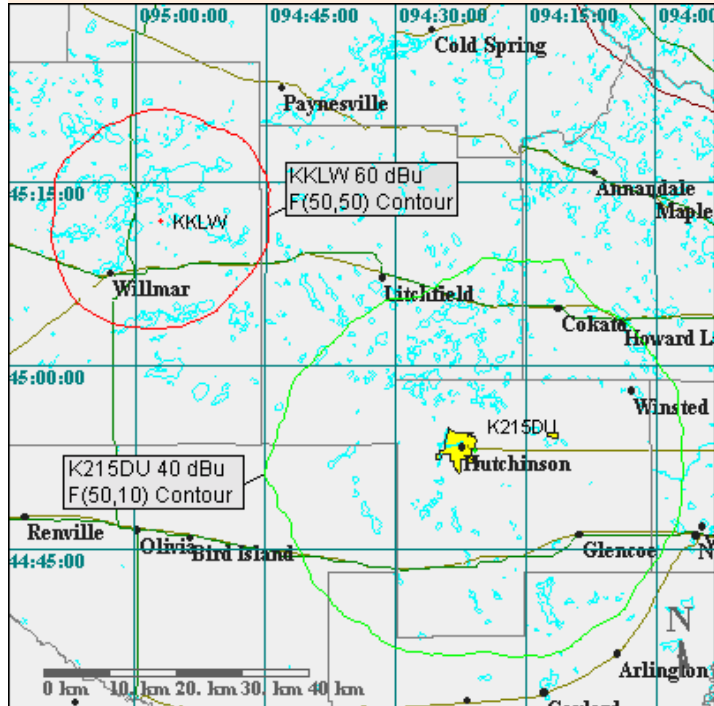 095:00:00
094:45:00
094:30:00
094:15:00
094:00
Cold Spring
Paynesville
45:15:00
KKLW 60 dBu
F(50,50) Contour
Annandale
Maple
KKLW
Willmar
Litchfield
Cokato
Howard L
45:00:00
Winsted
K215DU
Hutchinson
K215DU 40 dBu
F(50,10) Contour
Renville
Olivia
Bird Island
Glencoe
N
44:45:00
N
Arlington
0 km 10. km 20. km 30. km 40 km